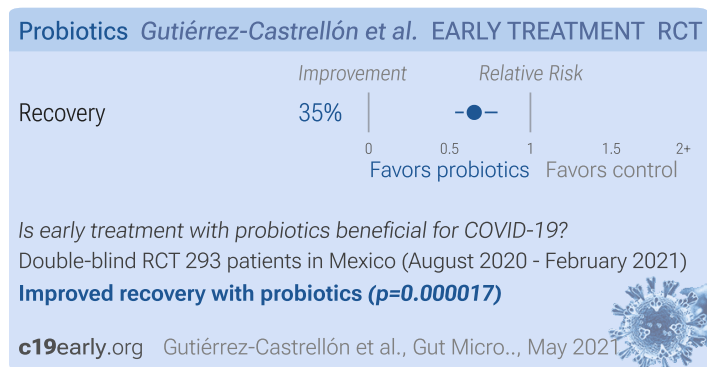 Probiotics Gutiérrez-Castrellón et al. EARLY TREATMENT RCT
Improvement Relative Risk
Recovery 35%
0 0.5 1 1.5 2+
Favors probiotics Favors control
Is early treatment with probiotics beneficial for COVID-19?
Double-blind RCT 293 patients in Mexico (August 2020 - February 2021)
Improved recovery with probiotics (p=0.000017)
c19early.org Gutiérrez-Castrellón et al., Gut Micro.., May 2021